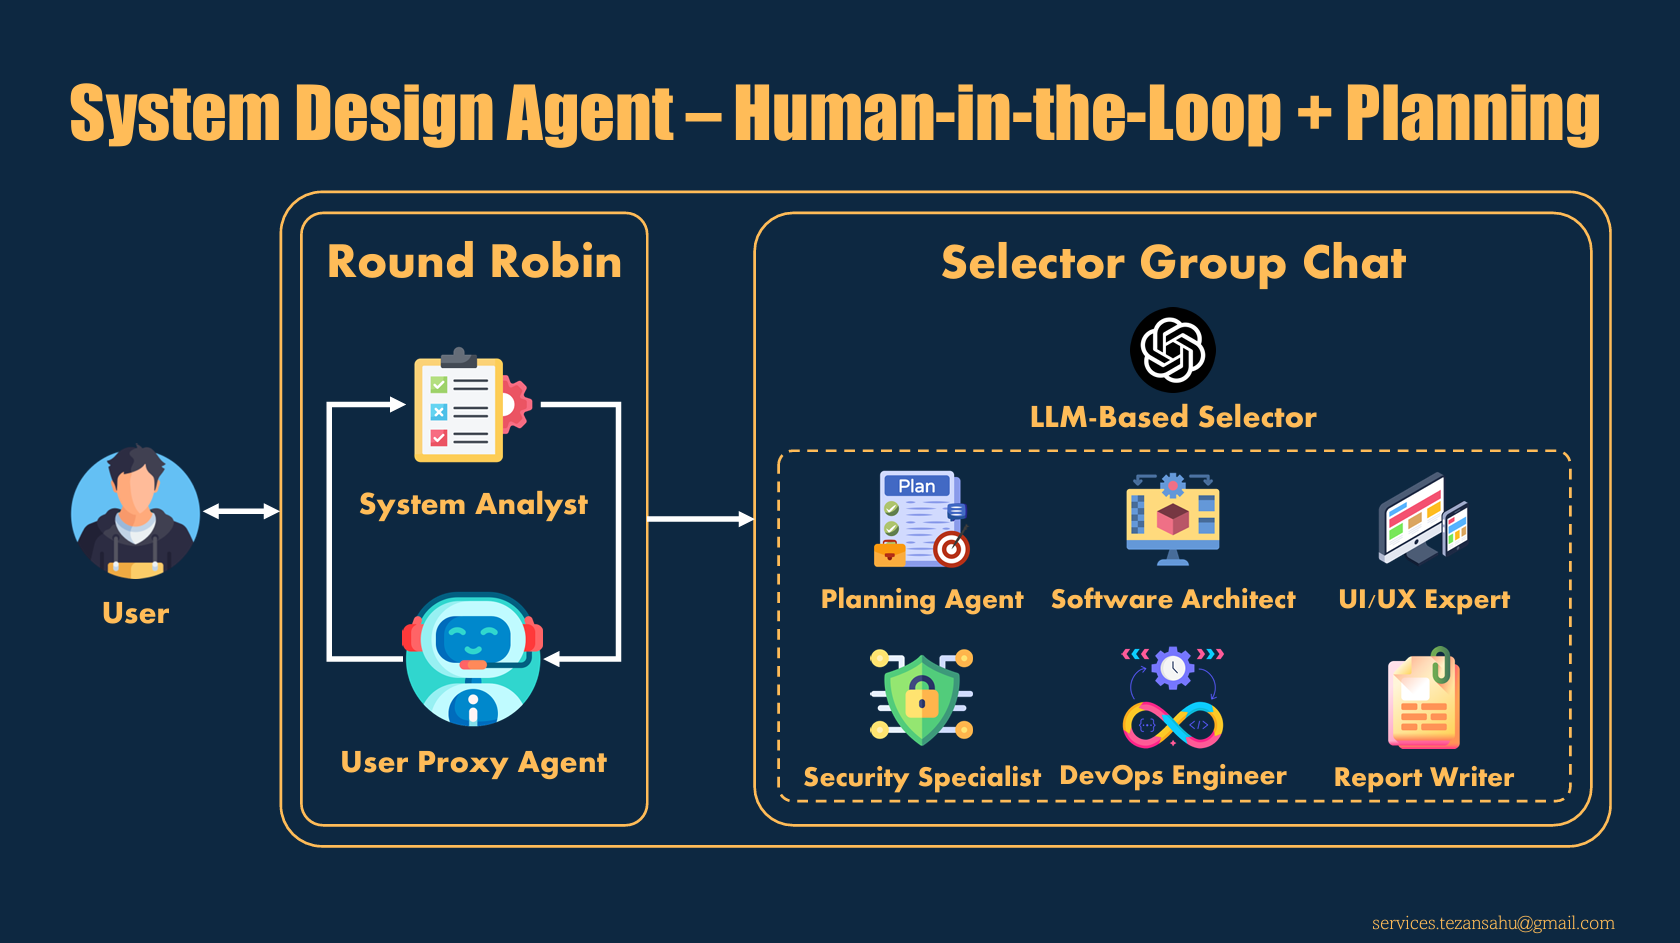 System Design Agent – Human-in-the-Loop + Planning
Round Robin
System Analyst
User Proxy Agent
User
Selector Group Chat
LLM-Based Selector
Plan
Planning Agent
Software Architect
UI/UX Expert
{··}
</>
Security Specialist
DevOps Engineer
Report Writer
services.tezansahu@gmail.com